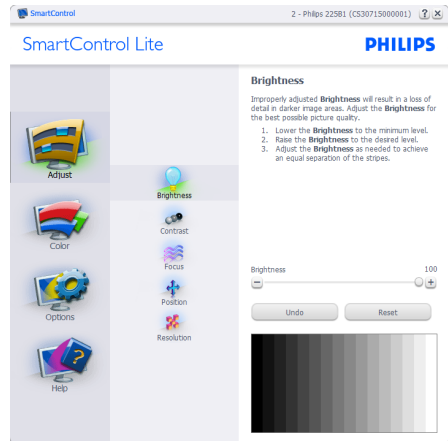 SmartControl
2 - Philips 225B1 (CS30715000001)
SmartControl Lite
PHILIPS
Adjust
Color
Options
Help
Brightness
Contrast
Focus
Position
Resolution
Brightness
Improperly adjusted Brightness will result in a loss of
detail in darker image areas. Adjust the Brightness for
the best possible picture quality.
1. Lower the Brightness to the minimum level.
2. Raise the Brightness to the desired level.
3. Adjust the Brightness as needed to achieve
an equal separation of the stripes.
Brightness 100
Undo Reset